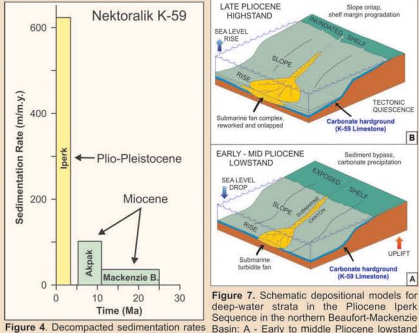 Nektoralik K-59
Sedimentation Rate (m/m.y.)
600
400
200
0
Iperk
Plio-Pleistocene
Miocene
Akpak
Mackenzie B.
0
10
20
30
Time (Ma)
Figure 4. Decompacted sedimentation rates
LATE PLIOCENE
HIGHSTAND
Slope onlap,
shelf margin progradation
SEA LEVEL
RISE
INUNDATED SHELF
SLOPE
RISE
Submarine fan complex,
reworked and onlapped
TECTONIC
QUIESCENCE
Carbonate hardground
(K-59 Limestone)
B
EARLY - MID PLIOCENE
LOWSTAND
Sediment bypass,
carbonate precipitation
SEA LEVEL
DROP
EXPOSED SHELF
SLOPE
SUBMARINE
CANYON
RISE
Submarine
turbidite fan
UPLIFT
Carbonate hardground
(K-59 Limestone)
A
Figure 7. Schematic depositional models for
deep-water strata in the Pliocene Iperk
Sequence in the northern Beaufort-Mackenzie
Basin: A - Early to middle Pliocene lowstand